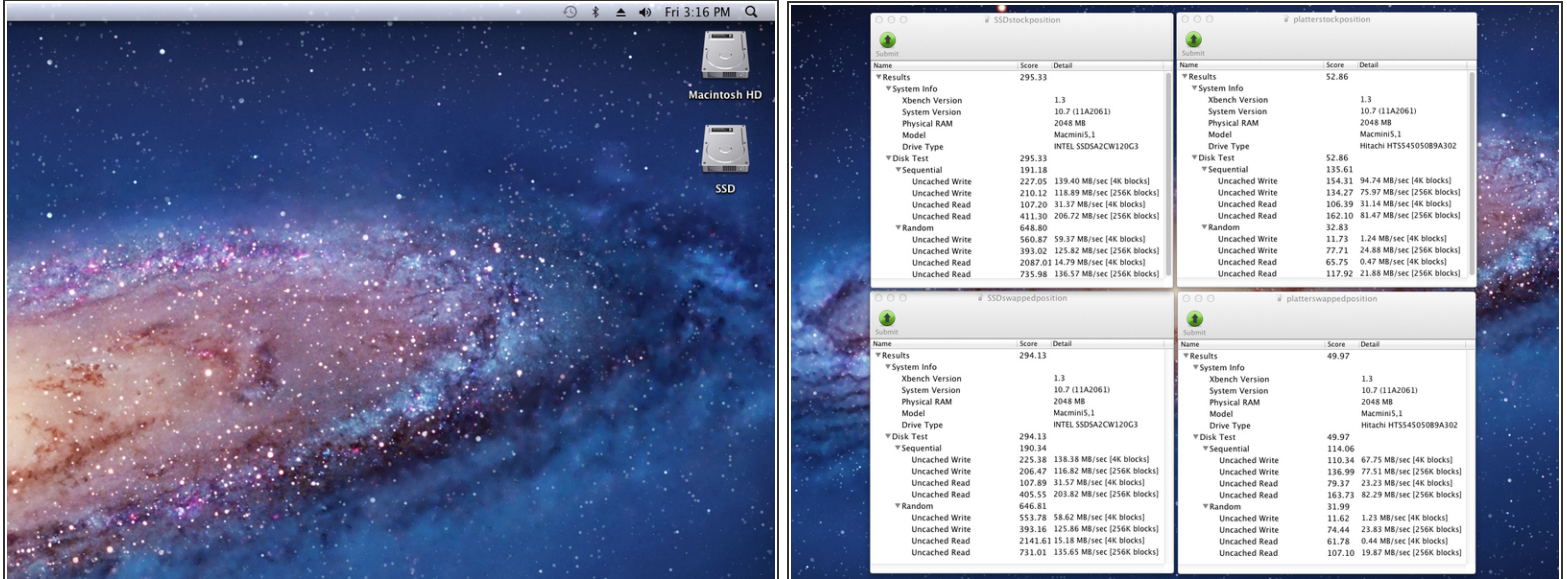 Fri 3:16 PM
Macintosh HD
SSD
SSDstockposition
Submit
Name Score Detail
Results 295.33
System Info
Xbench Version 1.3
System Version 10.7 (11A2061)
Physical RAM 2048 MB
Model Macmini5,1
Drive Type INTEL SSDSA2CW120G3
Disk Test 295.33
Sequential 191.18
Uncached Write 227.05 139.40 MB/sec [4K blocks]
Uncached Write 210.12 118.89 MB/sec [256K blocks]
Uncached Read 107.20 31.37 MB/sec [4K blocks]
Uncached Read 411.30 206.72 MB/sec [256K blocks]
Random 648.80
Uncached Write 560.87 59.37 MB/sec [4K blocks]
Uncached Write 393.02 125.82 MB/sec [256K blocks]
Uncached Read 2087.01 14.79 MB/sec [4K blocks]
Uncached Read 735.98 136.57 MB/sec [256K blocks]
platterstockposition
Submit
Name Score Detail
Results 52.86
System Info
Xbench Version 1.3
System Version 10.7 (11A2061)
Physical RAM 2048 MB
Model Macmini5,1
Drive Type Hitachi HTS545050B9A302
Disk Test 52.86
Sequential 135.61
Uncached Write 154.31 94.74 MB/sec [4K blocks]
Uncached Write 134.27 75.97 MB/sec [256K blocks]
Uncached Read 106.39 31.14 MB/sec [4K blocks]
Uncached Read 162.10 81.47 MB/sec [256K blocks]
Random 32.83
Uncached Write 11.73 1.24 MB/sec [4K blocks]
Uncached Write 77.71 24.88 MB/sec [256K blocks]
Uncached Read 65.75 0.47 MB/sec [4K blocks]
Uncached Read 117.92 21.88 MB/sec [256K blocks]
SSDswappedposition
Submit
Name Score Detail
Results 294.13
System Info
Xbench Version 1.3
System Version 10.7 (11A2061)
Physical RAM 2048 MB
Model Macmini5,1
Drive Type INTEL SSDSA2CW120G3
Disk Test 294.13
Sequential 190.34
Uncached Write 225.38 138.38 MB/sec [4K blocks]
Uncached Write 206.47 116.82 MB/sec [256K blocks]
Uncached Read 107.89 31.57 MB/sec [4K blocks]
Uncached Read 405.55 203.82 MB/sec [256K blocks]
Random 646.81
Uncached Write 553.78 58.62 MB/sec [4K blocks]
Uncached Write 393.16 125.86 MB/sec [256K blocks]
Uncached Read 2141.61 15.18 MB/sec [4K blocks]
Uncached Read 731.01 135.65 MB/sec [256K blocks]
platterswappedposition
Submit
Name Score Detail
Results 49.97
System Info
Xbench Version 1.3
System Version 10.7 (11A2061)
Physical RAM 2048 MB
Model Macmini5,1
Drive Type Hitachi HTS545050B9A302
Disk Test 49.97
Sequential 114.06
Uncached Write 110.34 67.75 MB/sec [4K blocks]
Uncached Write 136.99 77.51 MB/sec [256K blocks]
Uncached Read 79.37 23.23 MB/sec [4K blocks]
Uncached Read 163.73 82.29 MB/sec [256K blocks]
Random 31.99
Uncached Write 11.62 1.23 MB/sec [4K blocks]
Uncached Write 74.44 23.83 MB/sec [256K blocks]
Uncached Read 61.78 0.44 MB/sec [4K blocks]
Uncached Read 107.10 19.87 MB/sec [256K blocks]